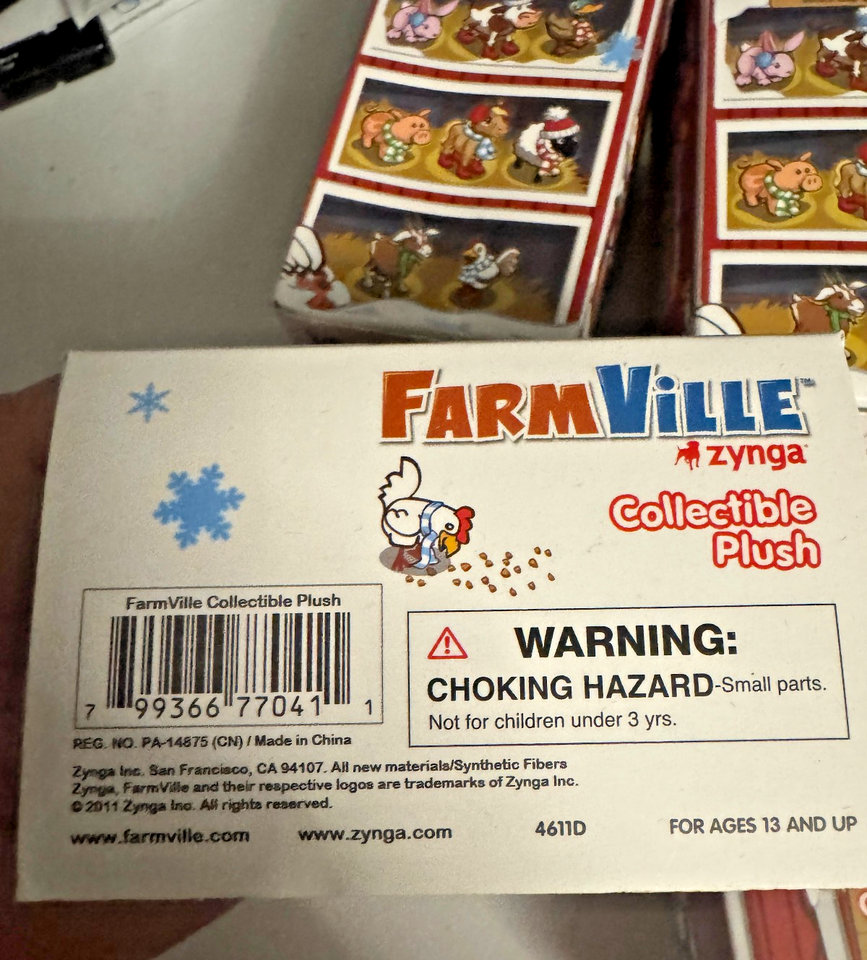 FARMVILLE™
zynga
Collectible
Plush
FarmVille Collectible Plush
7 99366 77041 1
WARNING:
CHOKING HAZARD-Small parts.
Not for children under 3 yrs.
REG. NO. PA-14875 (CN) / Made in China
Zynga Inc. San Francisco, CA 94107. All new materials/Synthetic Fibers
Zynga, FarmVille and their respective logos are trademarks of Zynga Inc.
© 2011 Zynga Inc. All rights reserved.
www.farmville.com www.zynga.com 4611D FOR AGES 13 AND UP